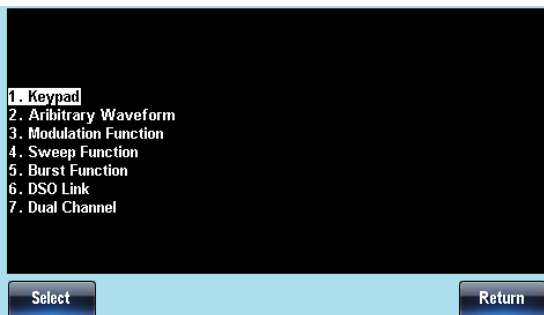 1. Keypad
2. Aribitrary Waveform
3. Modulation Function
4. Sweep Function
5. Burst Function
6. DSO Link
7. Dual Channel
Select
Return